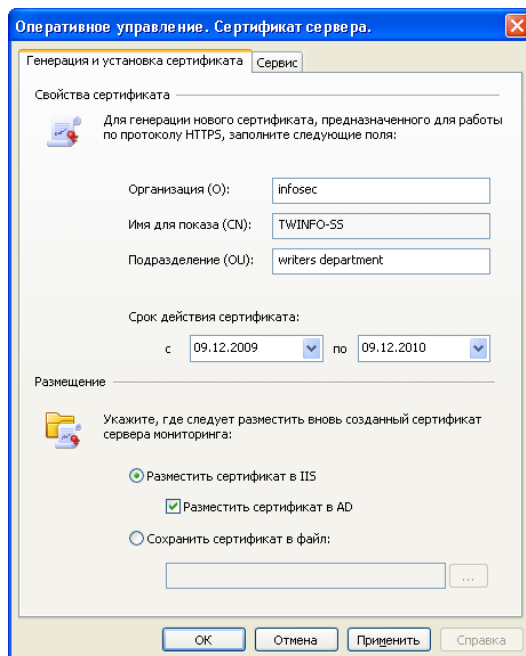 Оперативное управление. Сертификат сервера.
Генерация и установка сертификата
Сервис
Свойства сертификата
Для генерации нового сертификата, предназначенного для работы
по протоколу HTTPS, заполните следующие поля:
Организация (O): infosec
Имя для показа (CN): TWINFO-SS
Подразделение (OU): writers department
Срок действия сертификата:
с 09.12.2009 по 09.12.2010
Размещение
Укажите, где следует разместить вновь созданный сертификат
сервера мониторинга:
Разместить сертификат в IIS
Разместить сертификат в AD
Сохранить сертификат в файл:
...
ОК Отмена Применить Справка